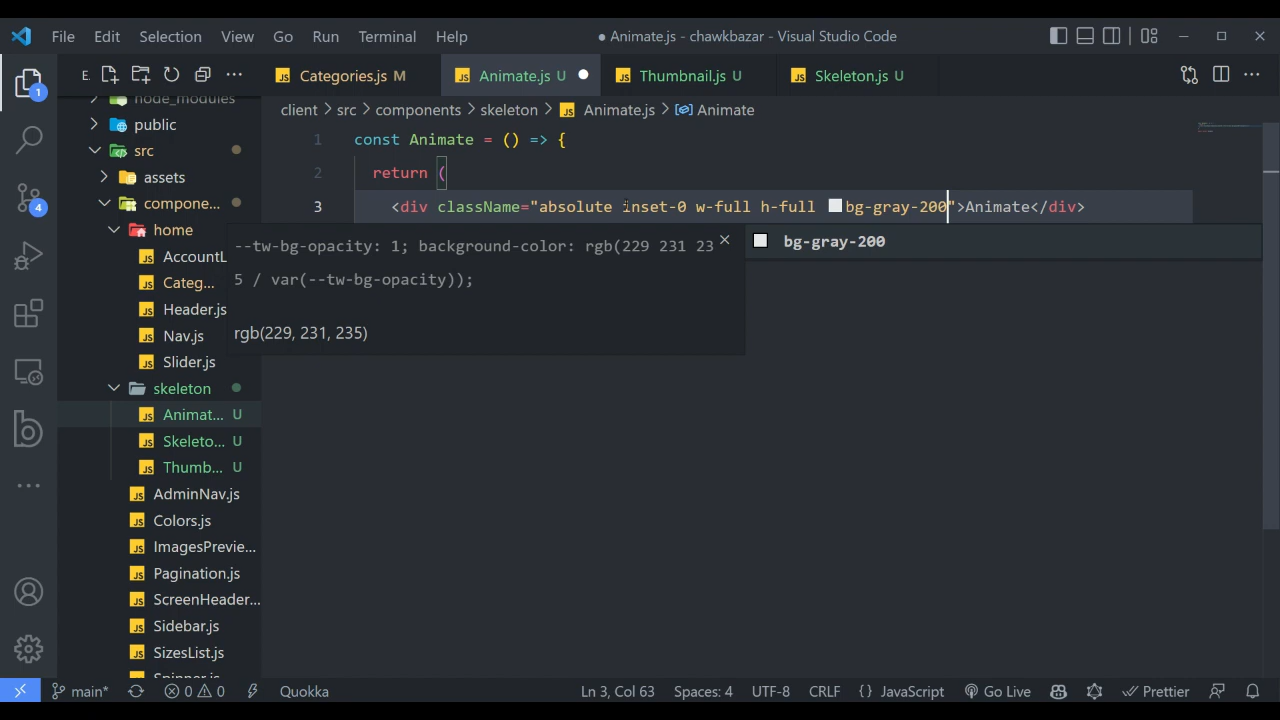 File Edit Selection View Go Run Terminal Help
● Animate.js - chawkbazar - Visual Studio Code
E.
Categories.js M
Animate.js U
Thumbnail.js U
Skeleton.js U
client > src > components > skeleton > Animate.js > Animate
1
4
node_modules
public
src
assets
compone...
home
AccountL
Categ...
Header.js
Nav.js
Slider.js
skeleton
Animat... U
Skeleto... U
Thumb... U
AdminNav.js
Colors.js
ImagesPrevie...
Pagination.js
ScreenHeader...
Sidebar.js
SizesList.js
Spinner.js
1 const Animate = () => {
2 return (
3 <div className="absolute inset-0 w-full h-full bg-gray-200">Animate</div>
--tw-bg-opacity: 1; background-color: rgb(229 231 23
5 / var(--tw-bg-opacity));
rgb(229, 231, 235)
bg-gray-200
main* 0 0 Quokka Ln 3, Col 63 Spaces: 4 UTF-8 CRLF {} JavaScript Go Live Prettier